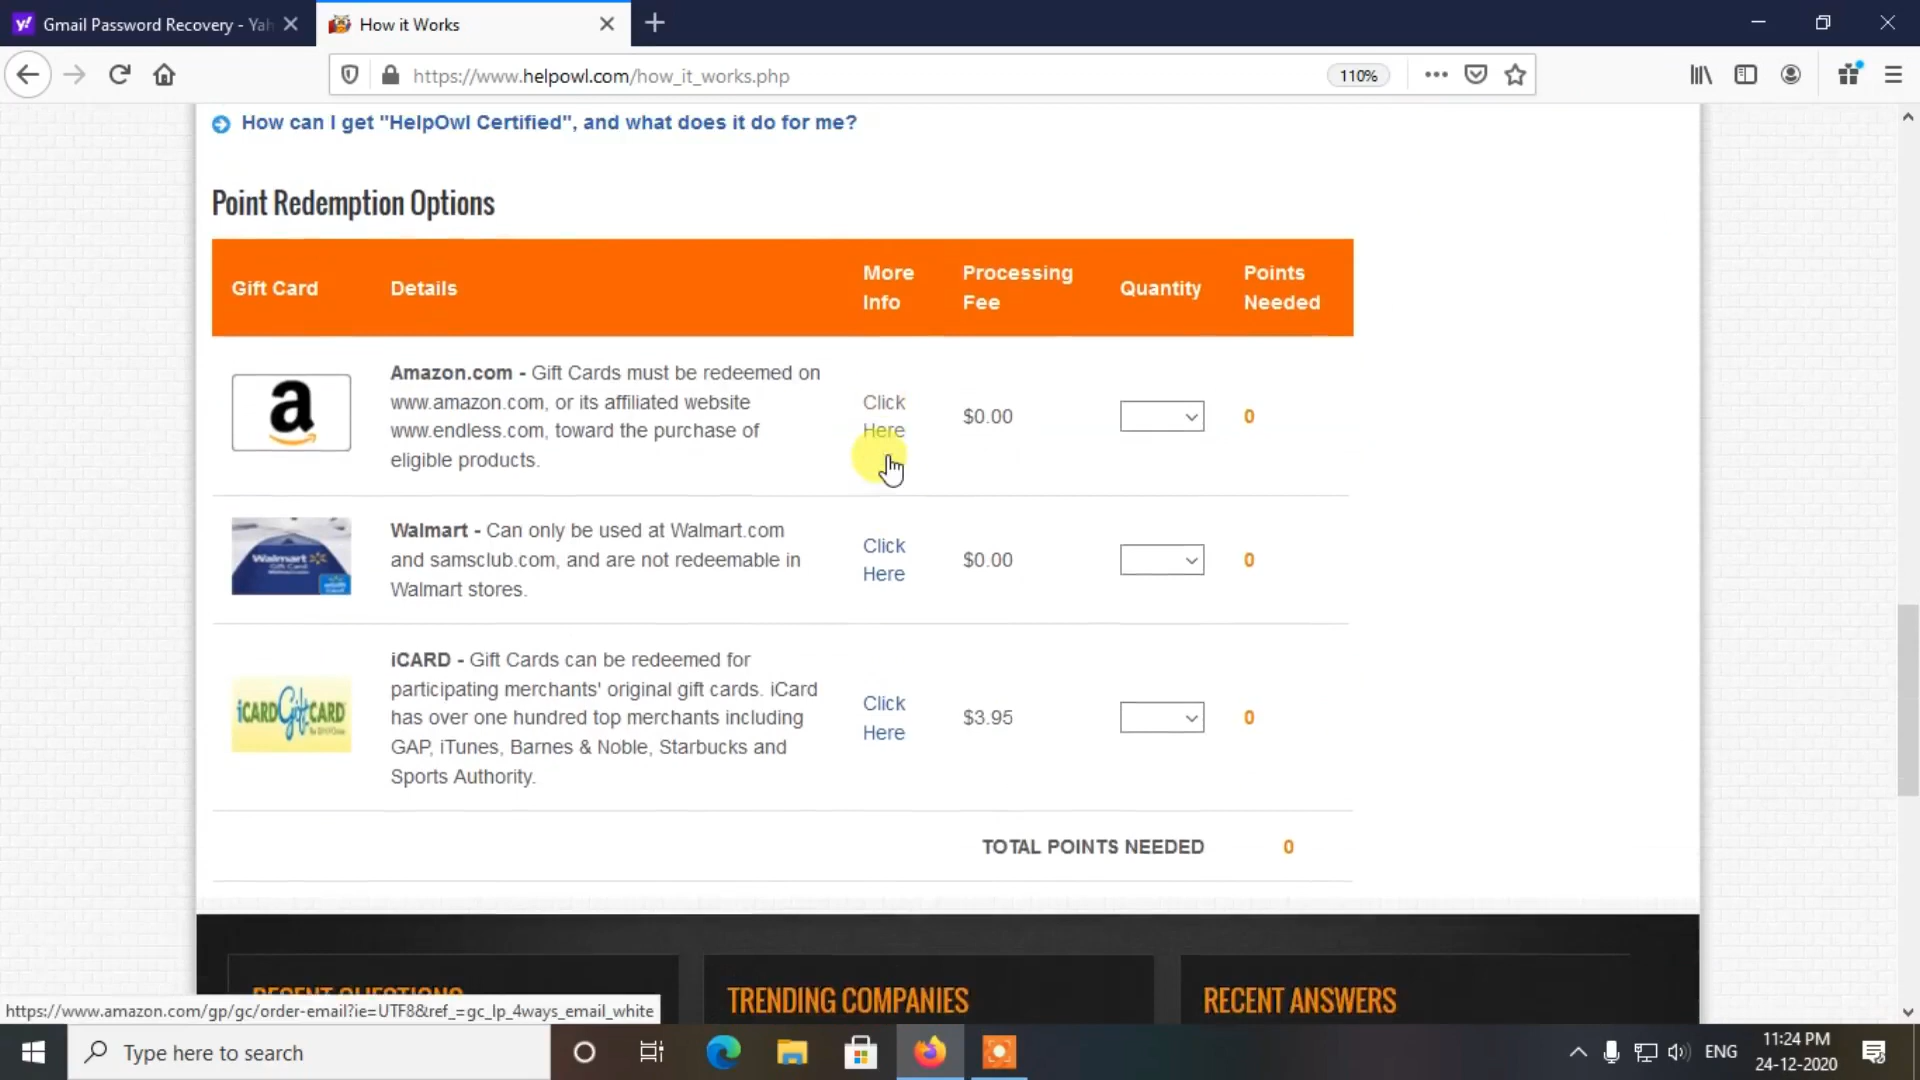 Gmail Password Recovery - Yah
How it Works
https://www.helpowl.com/how_it_works.php
110%
How can I get "HelpOwl Certified", and what does it do for me?
Point Redemption Options
Gift Card
Details
More
Info
Processing
Fee
Quantity
Points
Needed
a
Amazon.com - Gift Cards must be redeemed on
www.amazon.com, or its affiliated website
www.endless.com, toward the purchase of
eligible products.
Click
Here
$0.00
0
Walmart
Gift Card
Walmart - Can only be used at Walmart.com
and samsclub.com, and are not redeemable in
Walmart stores.
Click
Here
$0.00
0
iCARD Gift CARD
iCARD - Gift Cards can be redeemed for
participating merchants' original gift cards. iCard
has over one hundred top merchants including
GAP, iTunes, Barnes & Noble, Starbucks and
Sports Authority.
Click
Here
$3.95
0
TOTAL POINTS NEEDED
0
RECENT QUESTIONS
TRENDING COMPANIES
RECENT ANSWERS
https://www.amazon.com/gp/gc/order-email?ie=UTF8&ref_=gc_lp_4ways_email_white
Type here to search
ENG
11:24 PM
24-12-2020